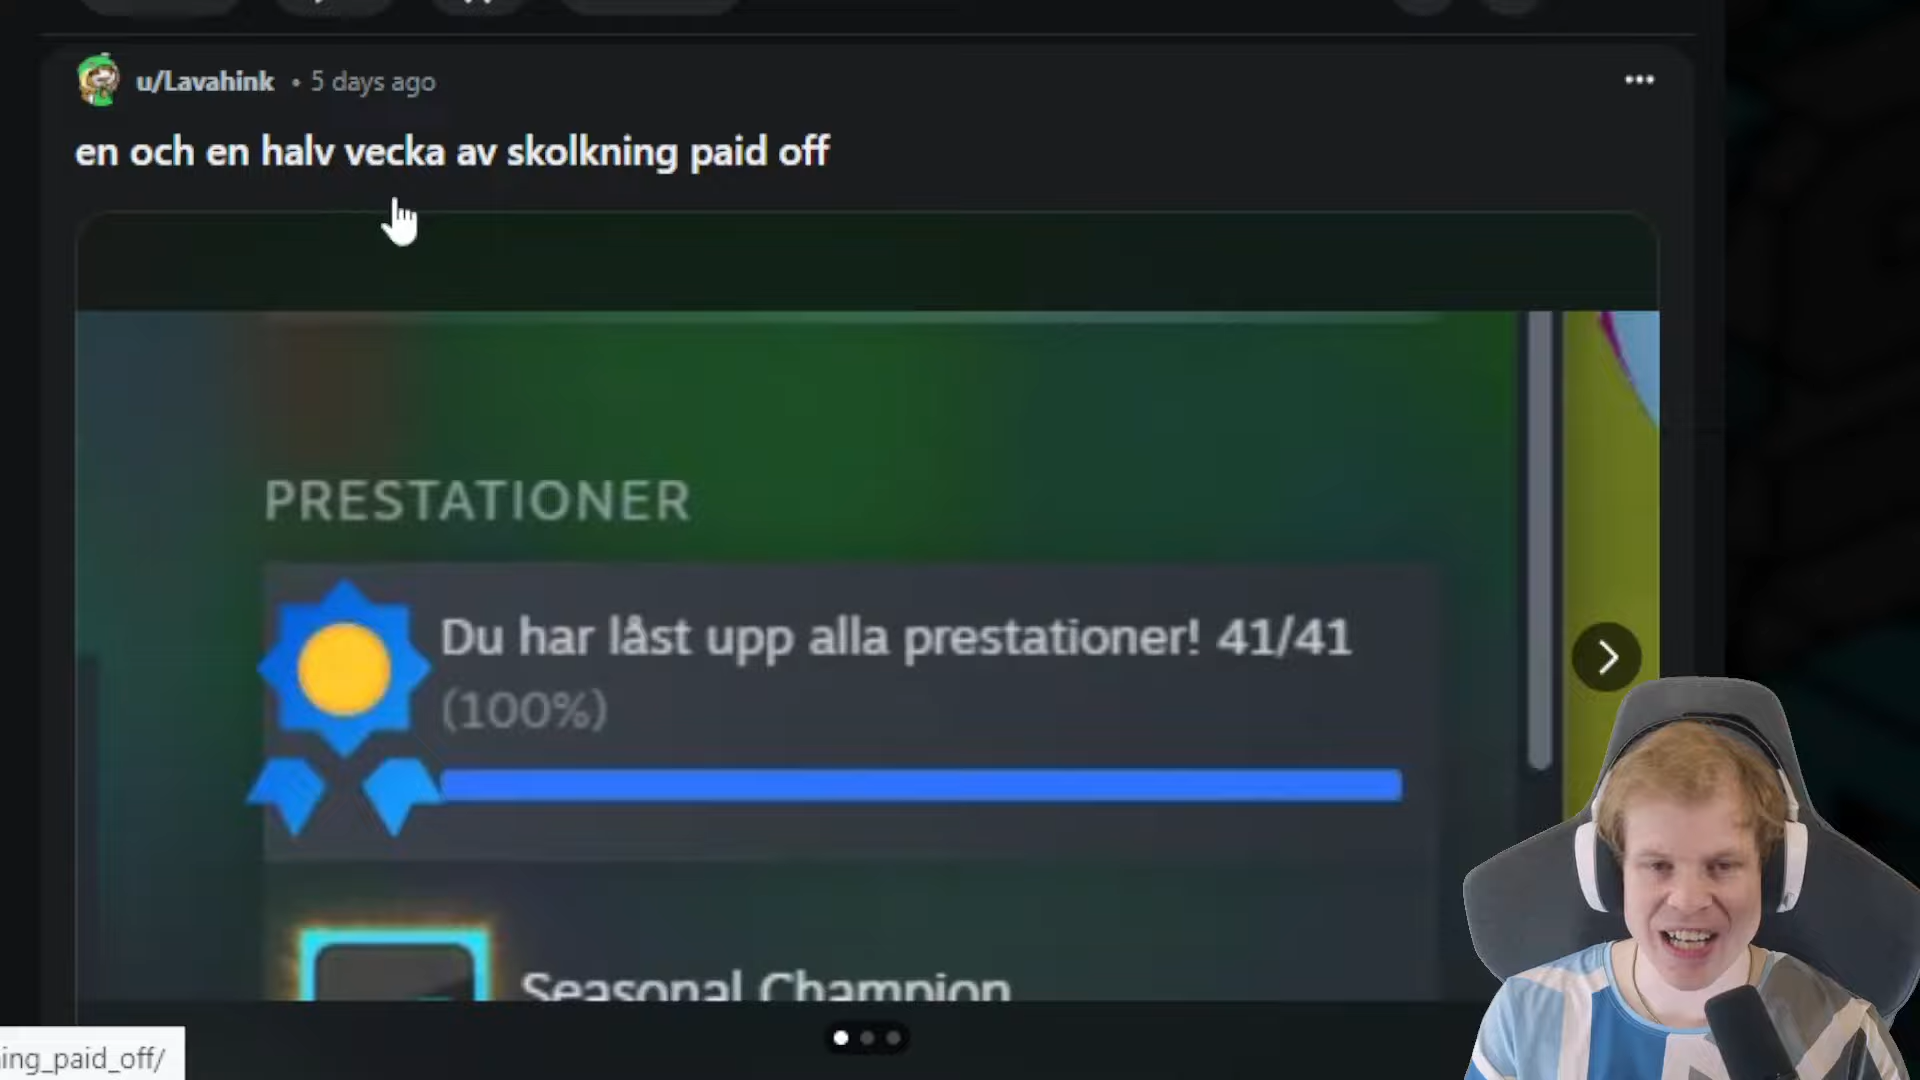 u/Lavahink • 5 days ago
en och en halv vecka av skolkning paid off
PRESTATIONER
Du har låst upp alla prestationer! 41/41
(100%)
Seasonal Champion
ing_paid_off/